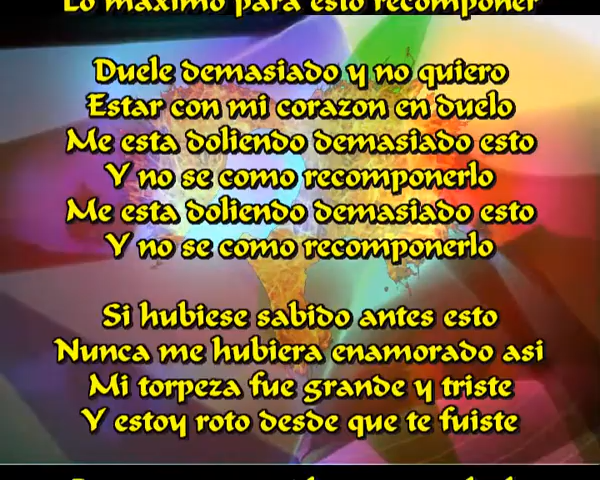 Lo maximo para esto recomponer
Duele demasiado y no quiero
Estar con mi corazon en duelo
Me esta doliendo demasiado esto
Y no se como recomponerlo
Me esta doliendo demasiado esto
Y no se como recomponerlo
Si hubiese sabido antes esto
Nunca me hubiera enamorado asi
Mi torpeza fue grande y triste
Y estoy roto desde que te fuiste